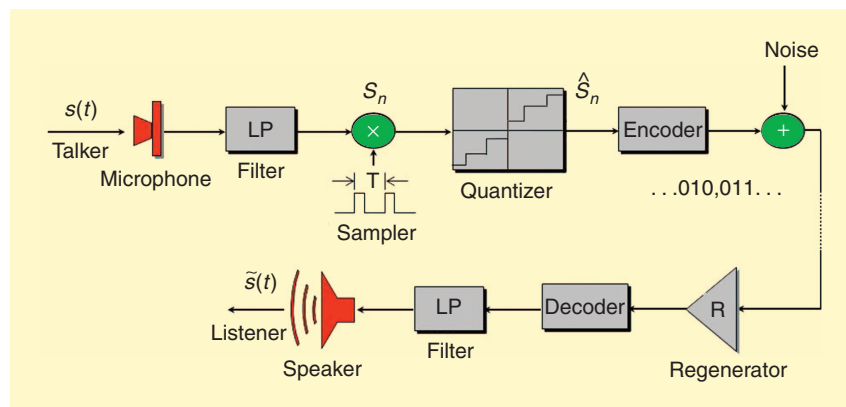 Noise
s(t)
Talker
Microphone
LP
Filter
Sₙ
×
T
Sampler
Quantizer
Ŝₙ
Encoder
. . .010,011. . .
+
R
Regenerator
Decoder
LP
Filter
Speaker
s̃(t)
Listener